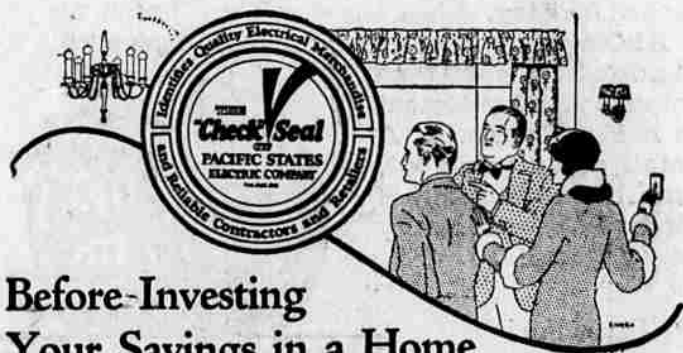 Identifies Quality Electrical Merchandise
THE
"Check" Seal
OF
PACIFIC STATES
ELECTRIC COMPANY
and Reliable Contractors and Retailers
Before Investing
Your Savings in a Home